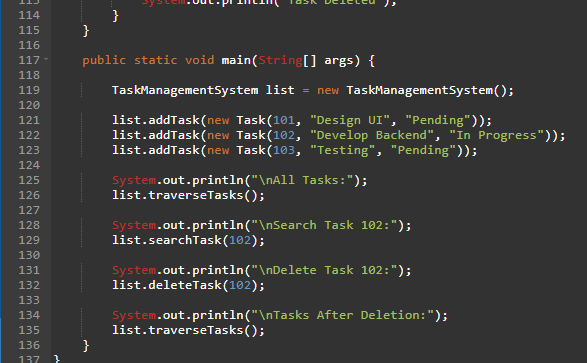 113 System.out.println("Task Deleted");
114 }
115 }
116
117 public static void main(String[] args) {
118
119 TaskManagementSystem list = new TaskManagementSystem();
120
121 list.addTask(new Task(101, "Design UI", "Pending"));
122 list.addTask(new Task(102, "Develop Backend", "In Progress"));
123 list.addTask(new Task(103, "Testing", "Pending"));
124
125 System.out.println("\nAll Tasks:");
126 list.traverseTasks();
127
128 System.out.println("\nSearch Task 102:");
129 list.searchTask(102);
130
131 System.out.println("\nDelete Task 102:");
132 list.deleteTask(102);
133
134 System.out.println("\nTasks After Deletion:");
135 list.traverseTasks();
136 }
137 }